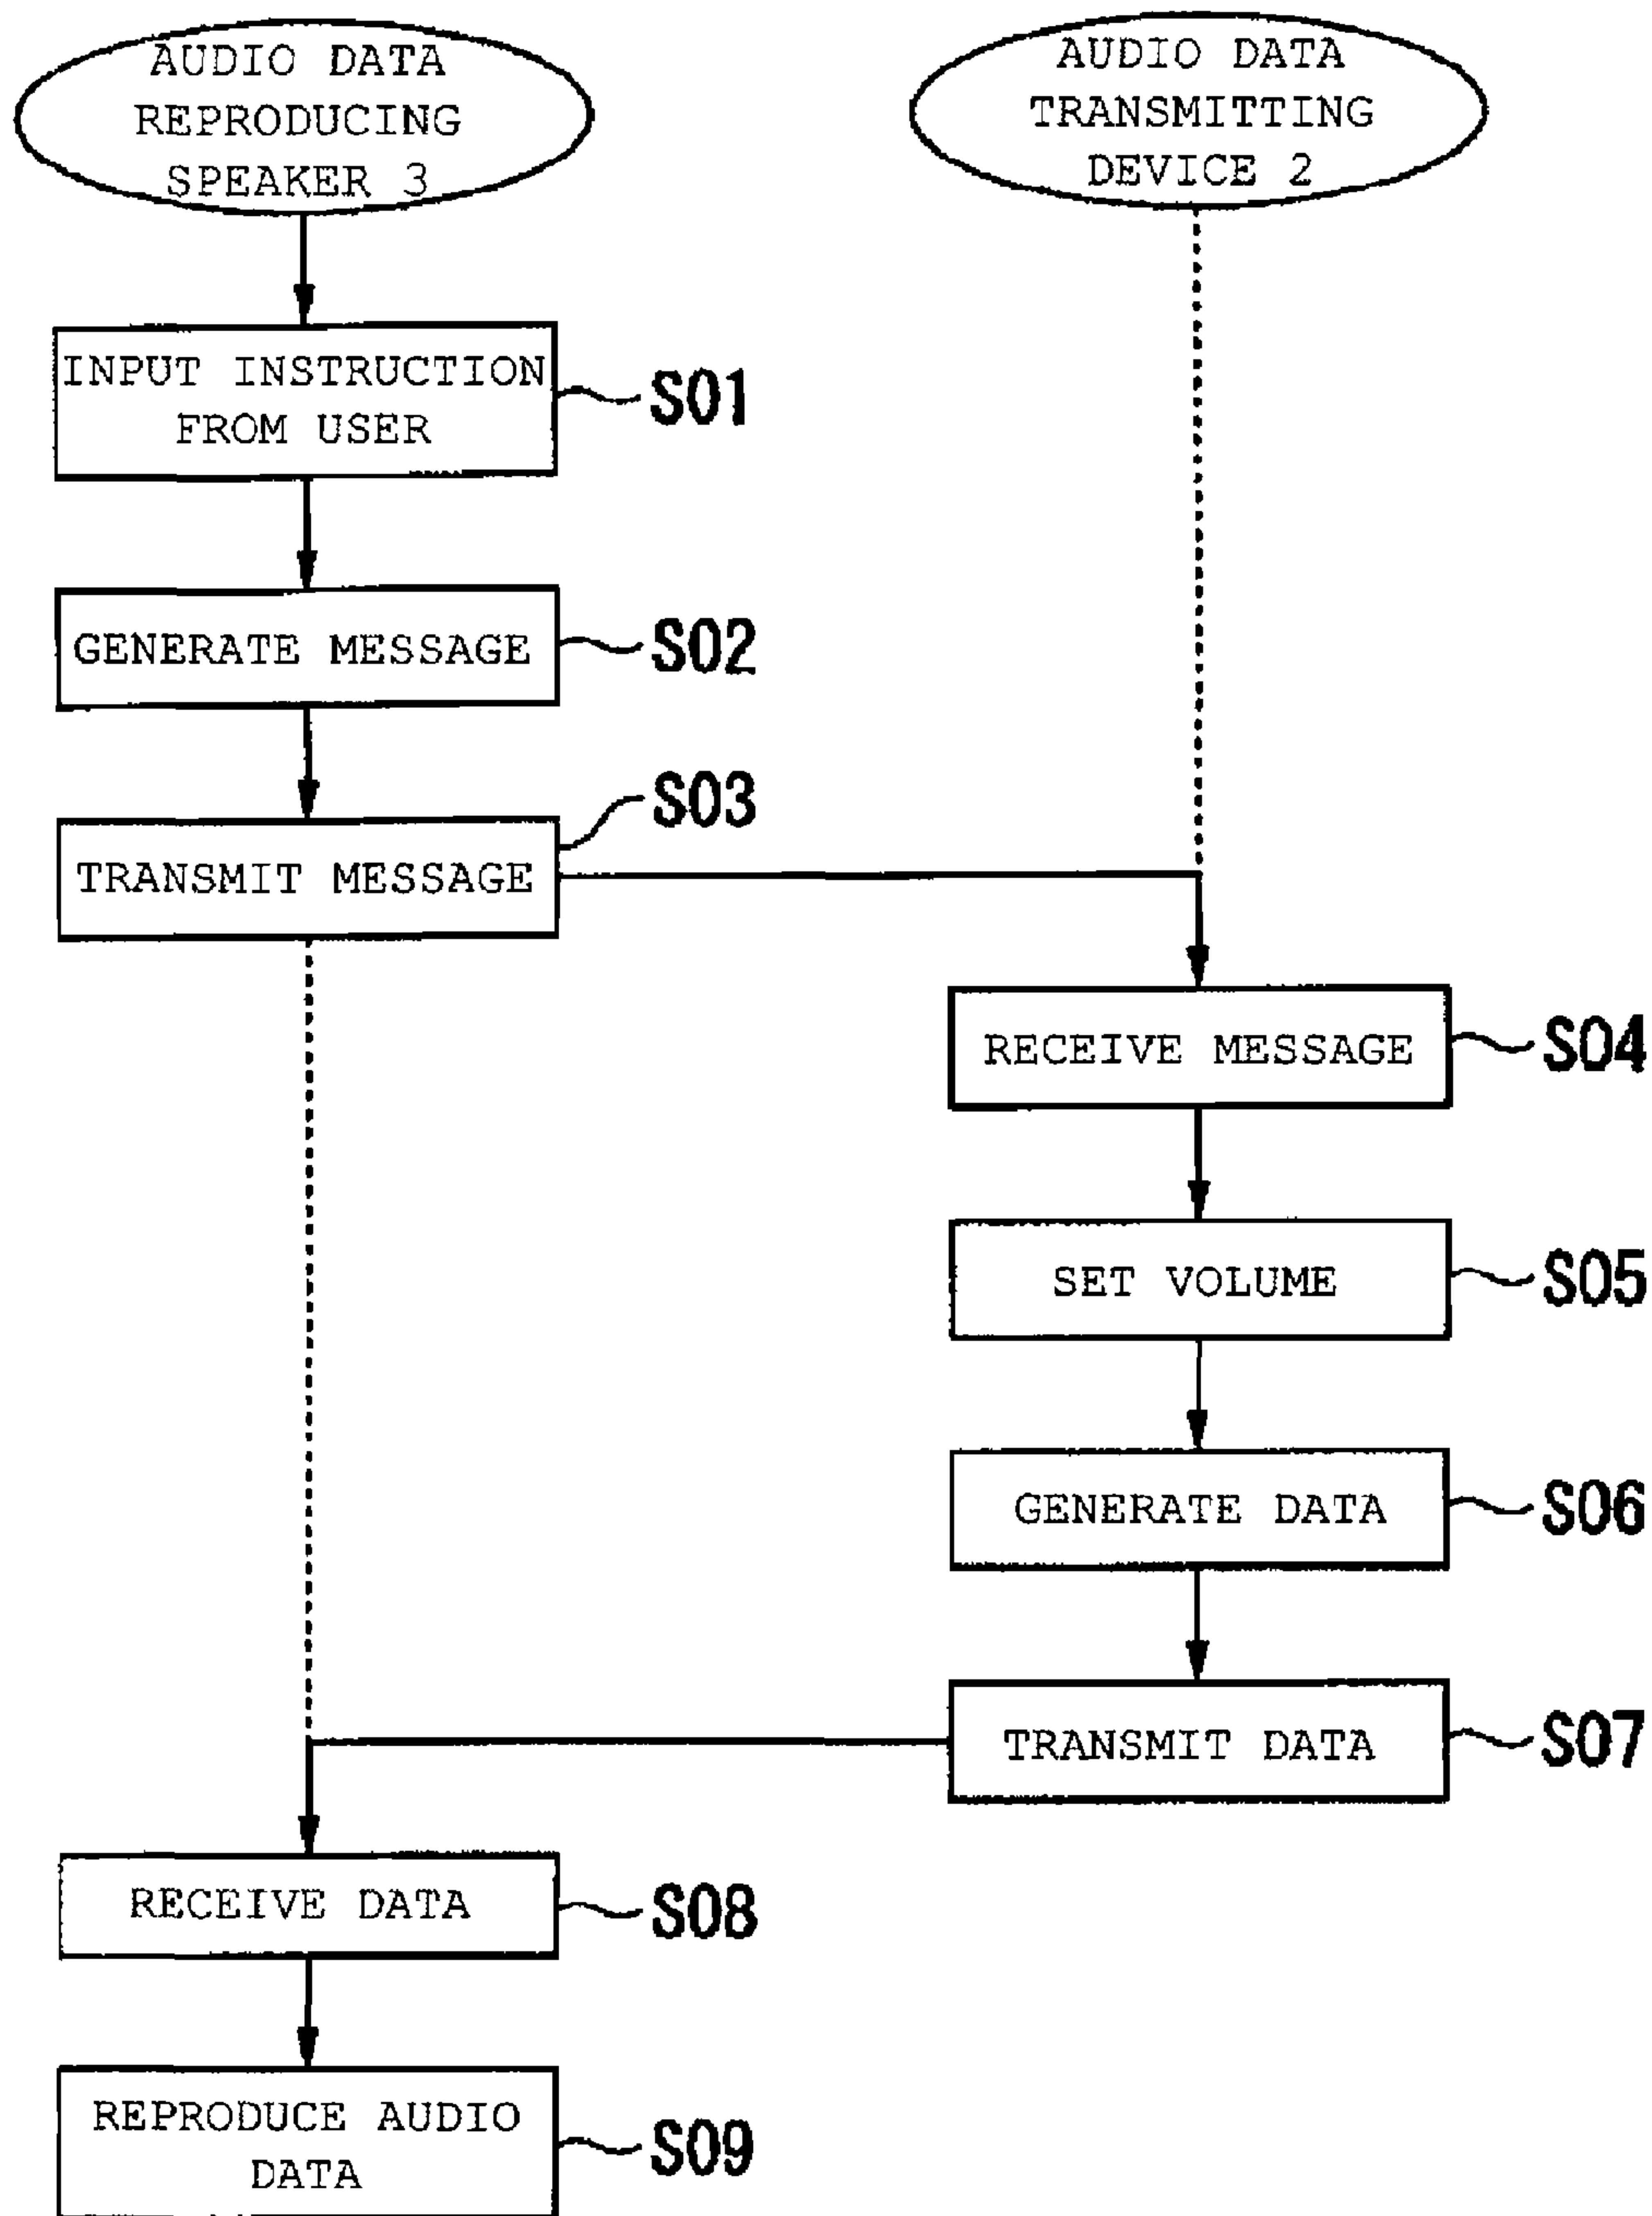 AUDIO DATA
REPRODUCING
SPEAKER 3
AUDIO DATA
TRANSMITTING
DEVICE 2
INPUT INSTRUCTION
FROM USER
S01
GENERATE MESSAGE
S02
TRANSMIT MESSAGE
S03
RECEIVE MESSAGE
S04
SET VOLUME
S05
GENERATE DATA
S06
TRANSMIT DATA
S07
RECEIVE DATA
S08
REPRODUCE AUDIO
DATA
S09